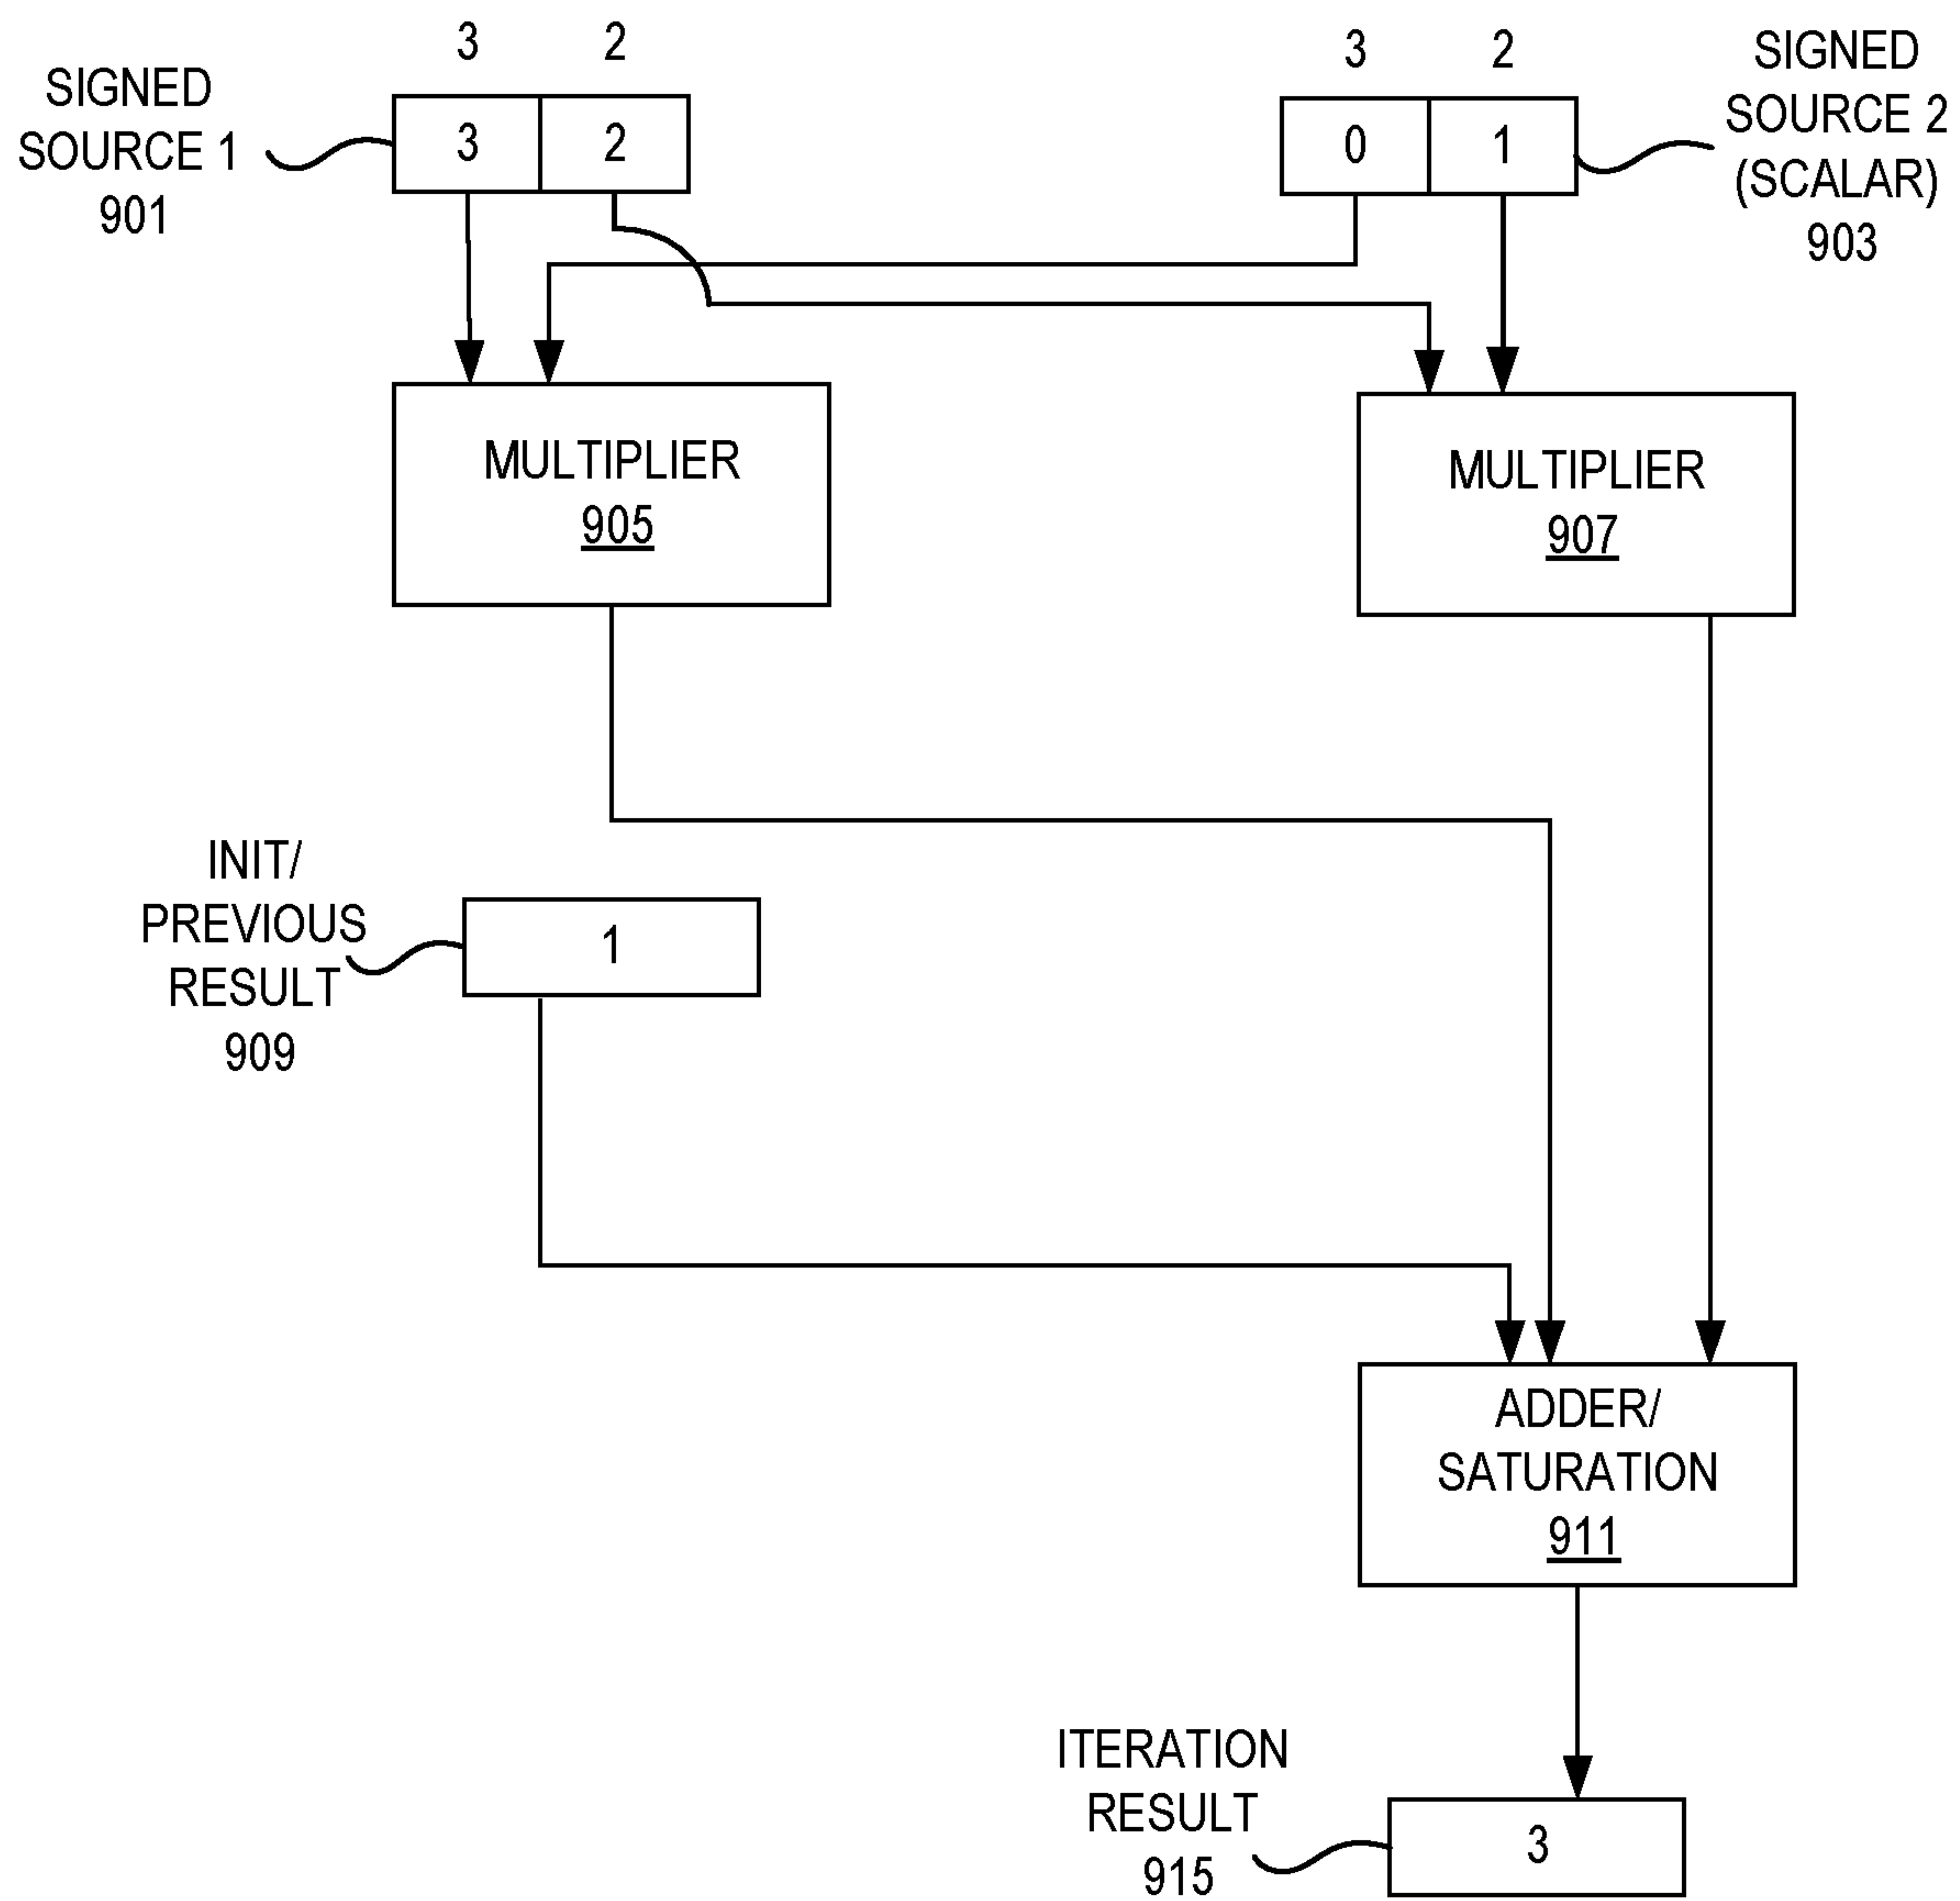 3 2
3 2
SIGNED
SOURCE 1
901
3 2
0 1
SIGNED
SOURCE 2
(SCALAR)
903
MULTIPLIER
905
MULTIPLIER
907
INIT/
PREVIOUS
RESULT
909
1
ADDER/
SATURATION
911
ITERATION
RESULT
915
3